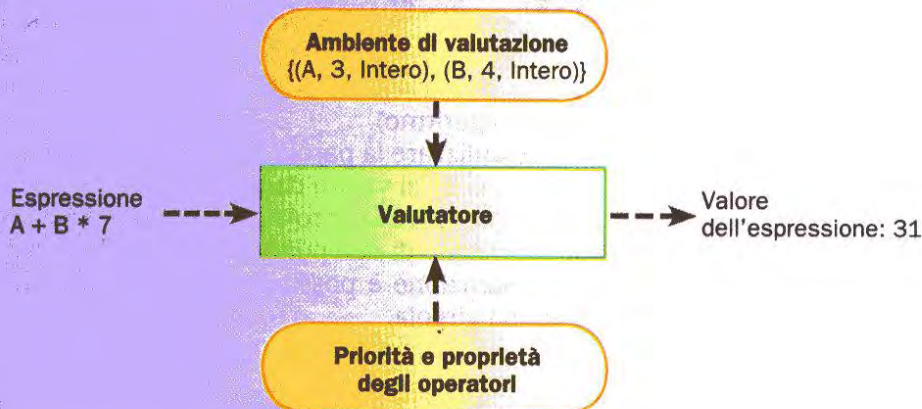 Ambiente di valutazione
{(A, 3, Intero), (B, 4, Intero)}
Espressione
A + B * 7
Valutatore
Valore
dell'espressione: 31
Priorità e proprietà
degli operatori